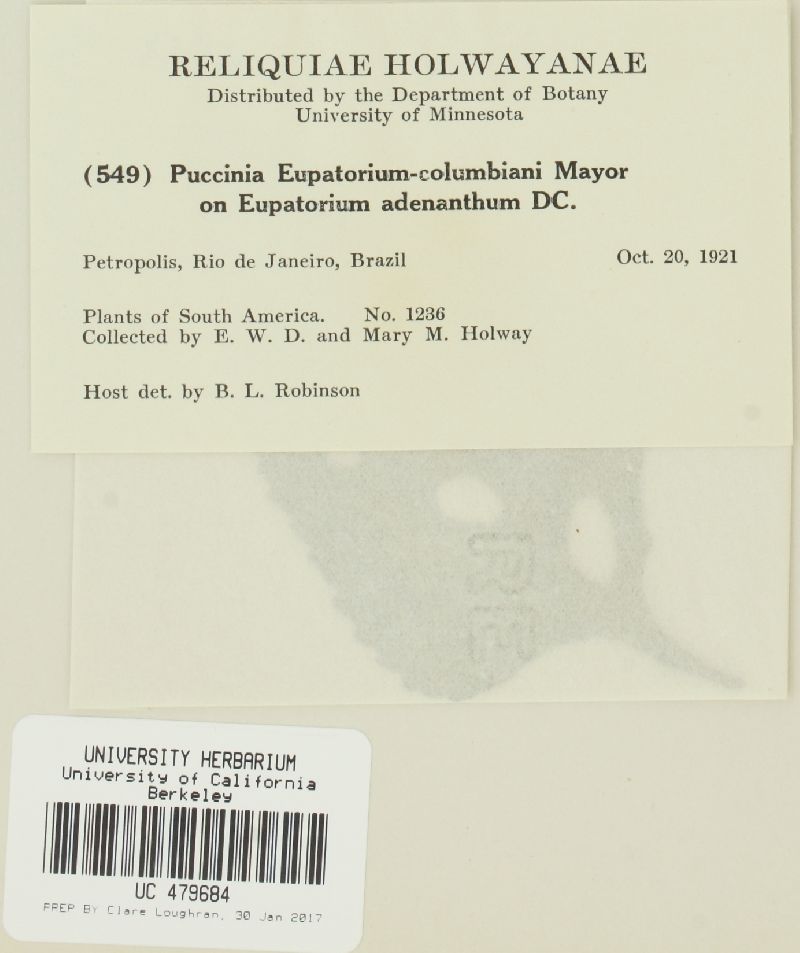 RELIQUIAE HOLWAYANAE
Distributed by the Department of Botany
University of Minnesota
(549) Puccinia Eupatorium-columbiani Mayor
on Eupatorium adenanthum DC.
Petropolis, Rio de Janeiro, Brazil Oct. 20, 1921
Plants of South America. No. 1236
Collected by E. W. D. and Mary M. Holway
Host det. by B. L. Robinson
UNIVERSITY HERBARIUM
University of California
Berkeley
UC 479684
PREP BY Clare Loughran, 30 Jan 2017